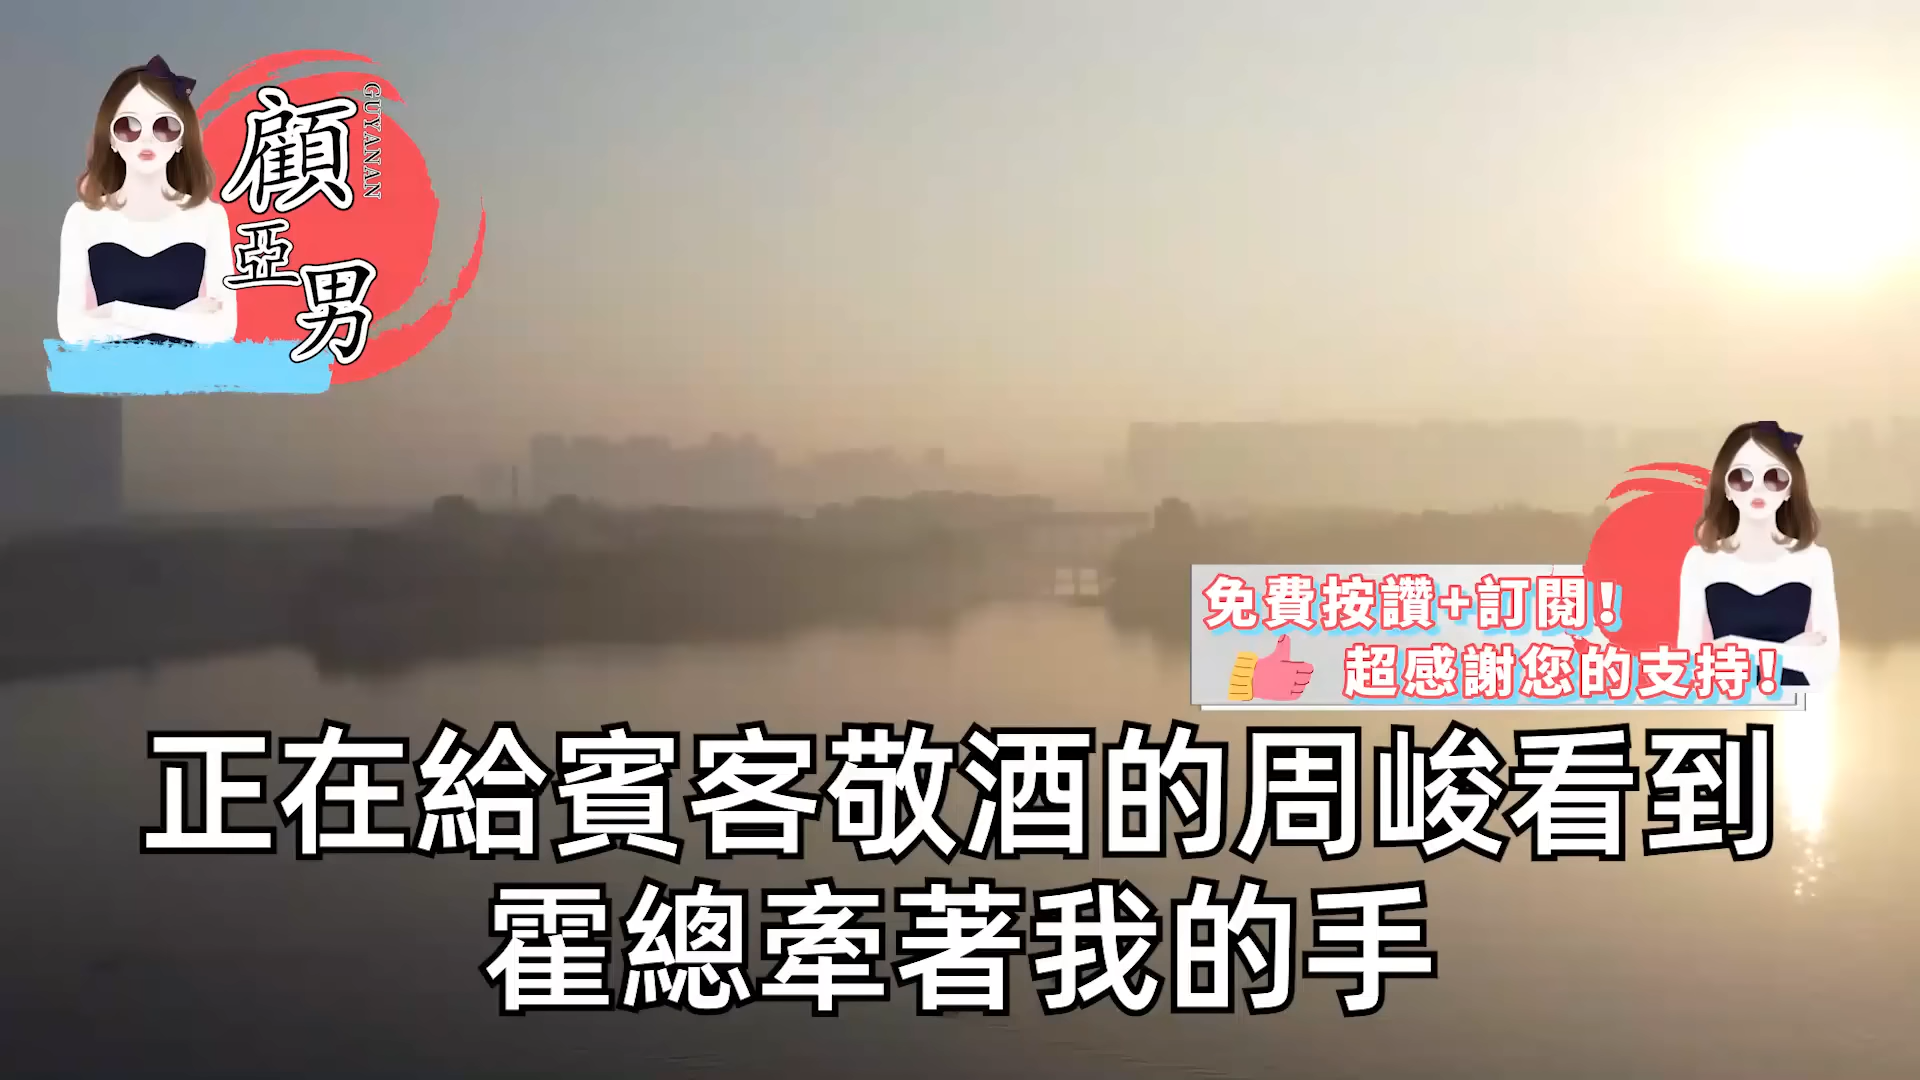 顧亞男
GUYANAN
免費按讚+訂閱!
超感謝您的支持!
正在給賓客敬酒的周峻看到
霍總牽著我的手